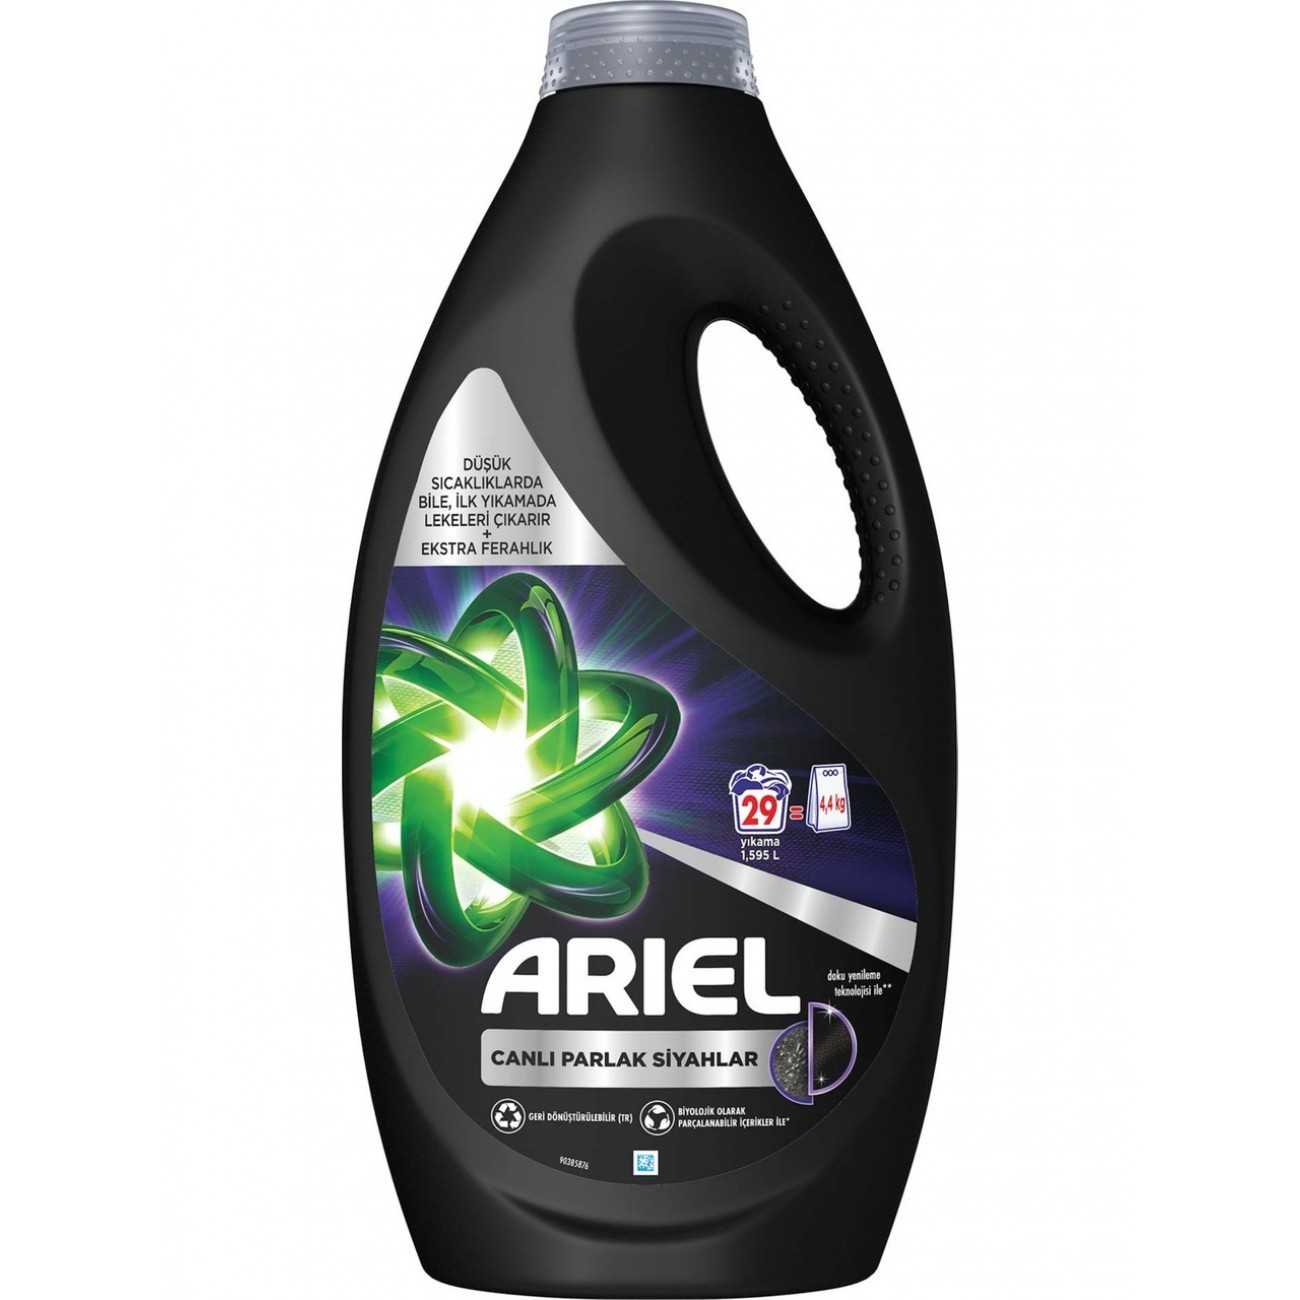 DÜŞÜK
SICAKLIKLARDA
BİLE, İLK YIKAMADA
LEKELERİ ÇIKARIR
+
EKSTRA FERAHLIK
29 = 4,4 kg
yıkama
1,595 L
ARIEL
doku yenileme
teknolojisi ile**
CANLI PARLAK SİYAHLAR
GERİ DÖNÜŞTÜRÜLEBİLİR (TR)
BİYOLOJİK OLARAK
PARÇALANABİLİR İÇERİKLER İLE*
90385876